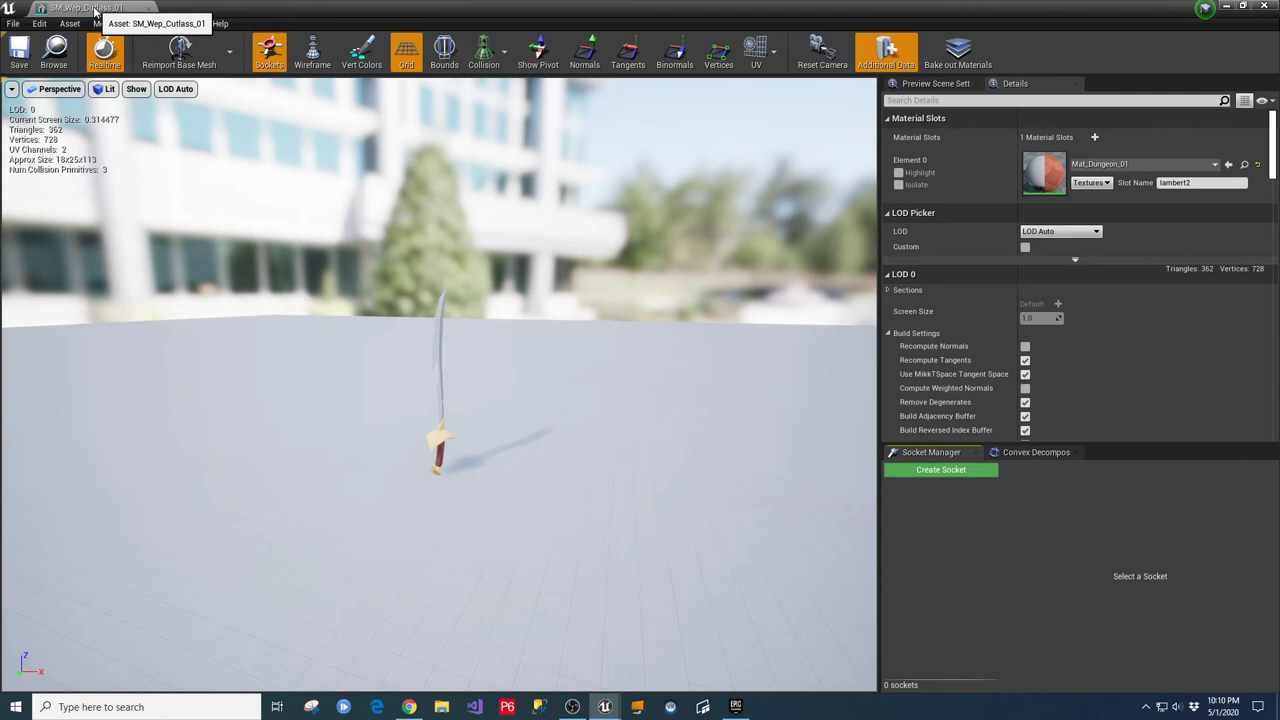 SM_Wep_Cutlass_01
File Edit Asset Help
Asset: SM_Wep_Cutlass_01
Save Browse Realtime Reimport Base Mesh Sockets Wireframe Vert Colors Grid Bounds Collision Show Pivot Normals Tangents Binormals Vertices UV Reset Camera Additional Data Bake out Materials
Perspective Lit Show LOD Auto
LOD: 0
Current Screen Size: 0.314477
Triangles: 362
Vertices: 728
UV Channels: 2
Approx Size: 18x25x113
Num Collision Primitives: 3
Z
X
Preview Scene Sett Details
Search Details
Material Slots
Material Slots 1 Material Slots
Element 0
Highlight
Isolate
Mat_Dungeon_01
Textures Slot Name lambert2
LOD Picker
LOD LOD Auto
Custom
LOD 0 Triangles: 362 Vertices: 728
Sections
Default
Screen Size 1.0
Build Settings
Recompute Normals
Recompute Tangents
Use MikkTSpace Tangent Space
Compute Weighted Normals
Remove Degenerates
Build Adjacency Buffer
Build Reversed Index Buffer
Socket Manager Convex Decompos
Create Socket
Select a Socket
0 sockets
Type here to search
P6
EPIC
10:10 PM
5/1/2020